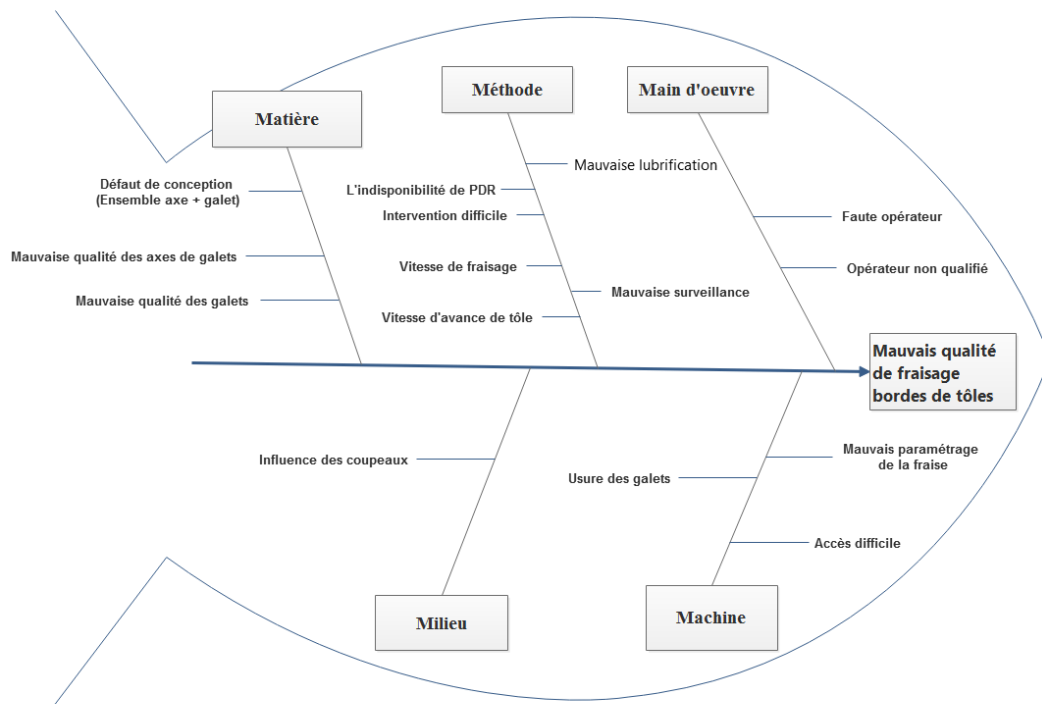 Matière
Méthode
Main d'oeuvre
Défaut de conception
(Ensemble axe + galet)
Mauvaise qualité des axes de galets
Mauvaise qualité des galets
Mauvaise lubrification
L'indisponibilité de PDR
Intervention difficile
Vitesse de fraisage
Mauvaise surveillance
Vitesse d'avance de tôle
Faute opérateur
Opérateur non qualifié
Mauvais qualité
de fraisage
bordes de tôles
Influence des coupeaux
Usure des galets
Mauvais paramétrage
de la fraise
Accès difficile
Milieu
Machine